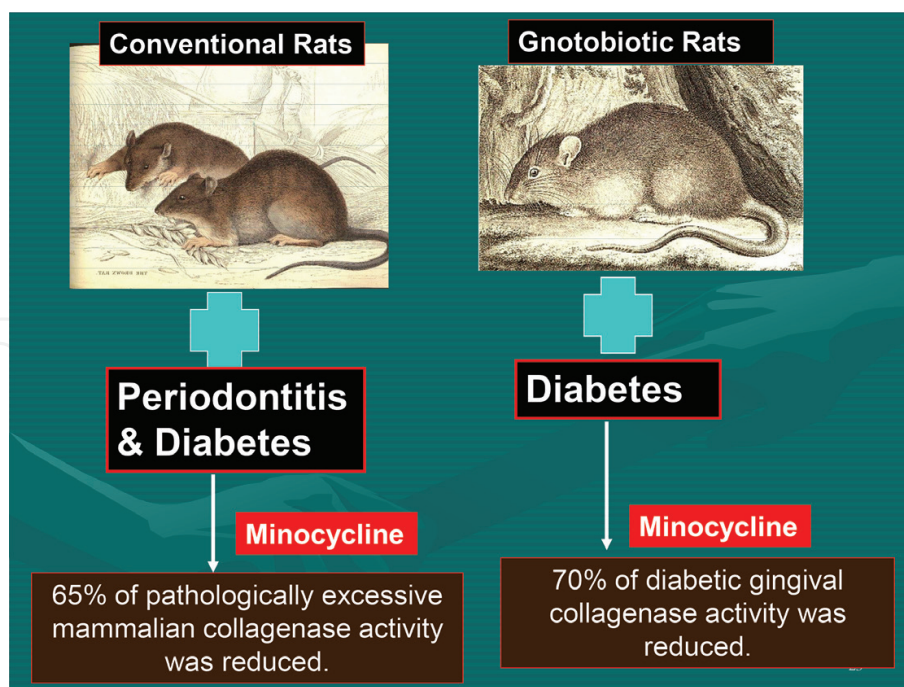 Conventional Rats
Periodontitis
& Diabetes
Minocycline
65% of pathologically excessive
mammalian collagenase activity
was reduced.
Gnotobiotic Rats
Diabetes
Minocycline
70% of diabetic gingival
collagenase activity was
reduced.